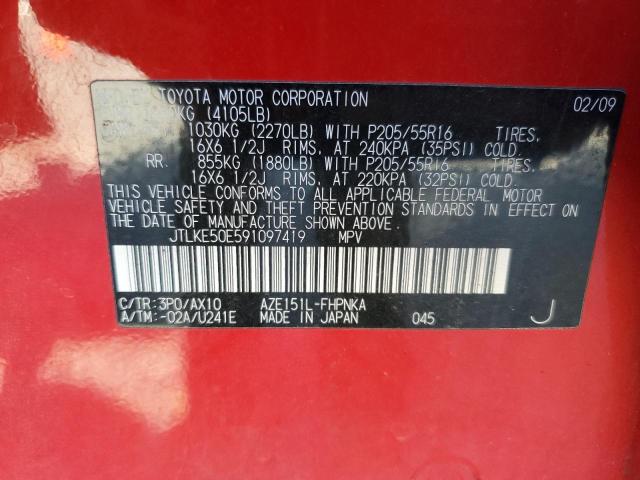 TOYOTA MOTOR CORPORATION 02/09
KG (4105LB)
1030KG (2270LB) WITH P205/55R16 TIRES,
16X6 1/2J RIMS, AT 240KPA (35PSI) COLD.
RR. 855KG (1880LB) WITH P205/55R16 TIRES,
16X6 1/2J RIMS, AT 220KPA (32PSI) COLD.
THIS VEHICLE CONFORMS TO ALL APPLICABLE FEDERAL MOTOR
VEHICLE SAFETY AND THEFT PREVENTION STANDARDS IN EFFECT ON
THE DATE OF MANUFACTURE SHOWN ABOVE.
JTLKE50E591097419 MPV
C/TR:3P0/AX10 AZE151L-FHPNKA
A/TM:-02A/U241E MADE IN JAPAN 045 J